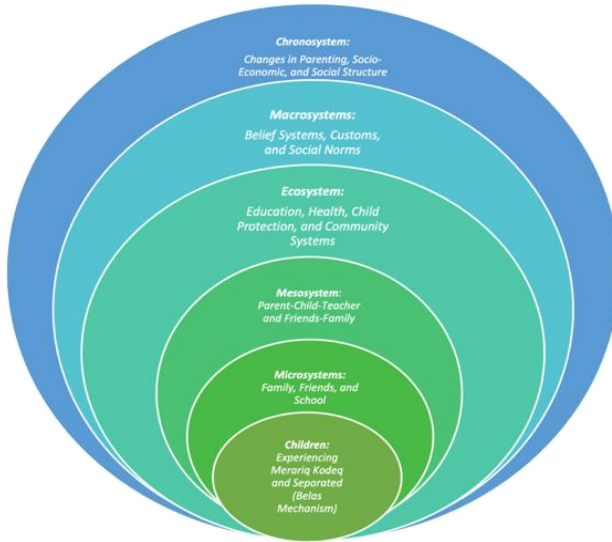 Chronosystem:
Changes in Parenting, Socio-
Economic, and Social Structure
Macrosystems:
Belief Systems, Customs,
and Social Norms
Ecosystem:
Education, Health, Child
Protection, and Community
Systems
Mesosystem:
Parent-Child-Teacher
and Friends-Family
Microsystems:
Family, Friends, and
School
Children:
Experiencing
Merariq Kodeq
and Separated
(Belas
Mechanism)